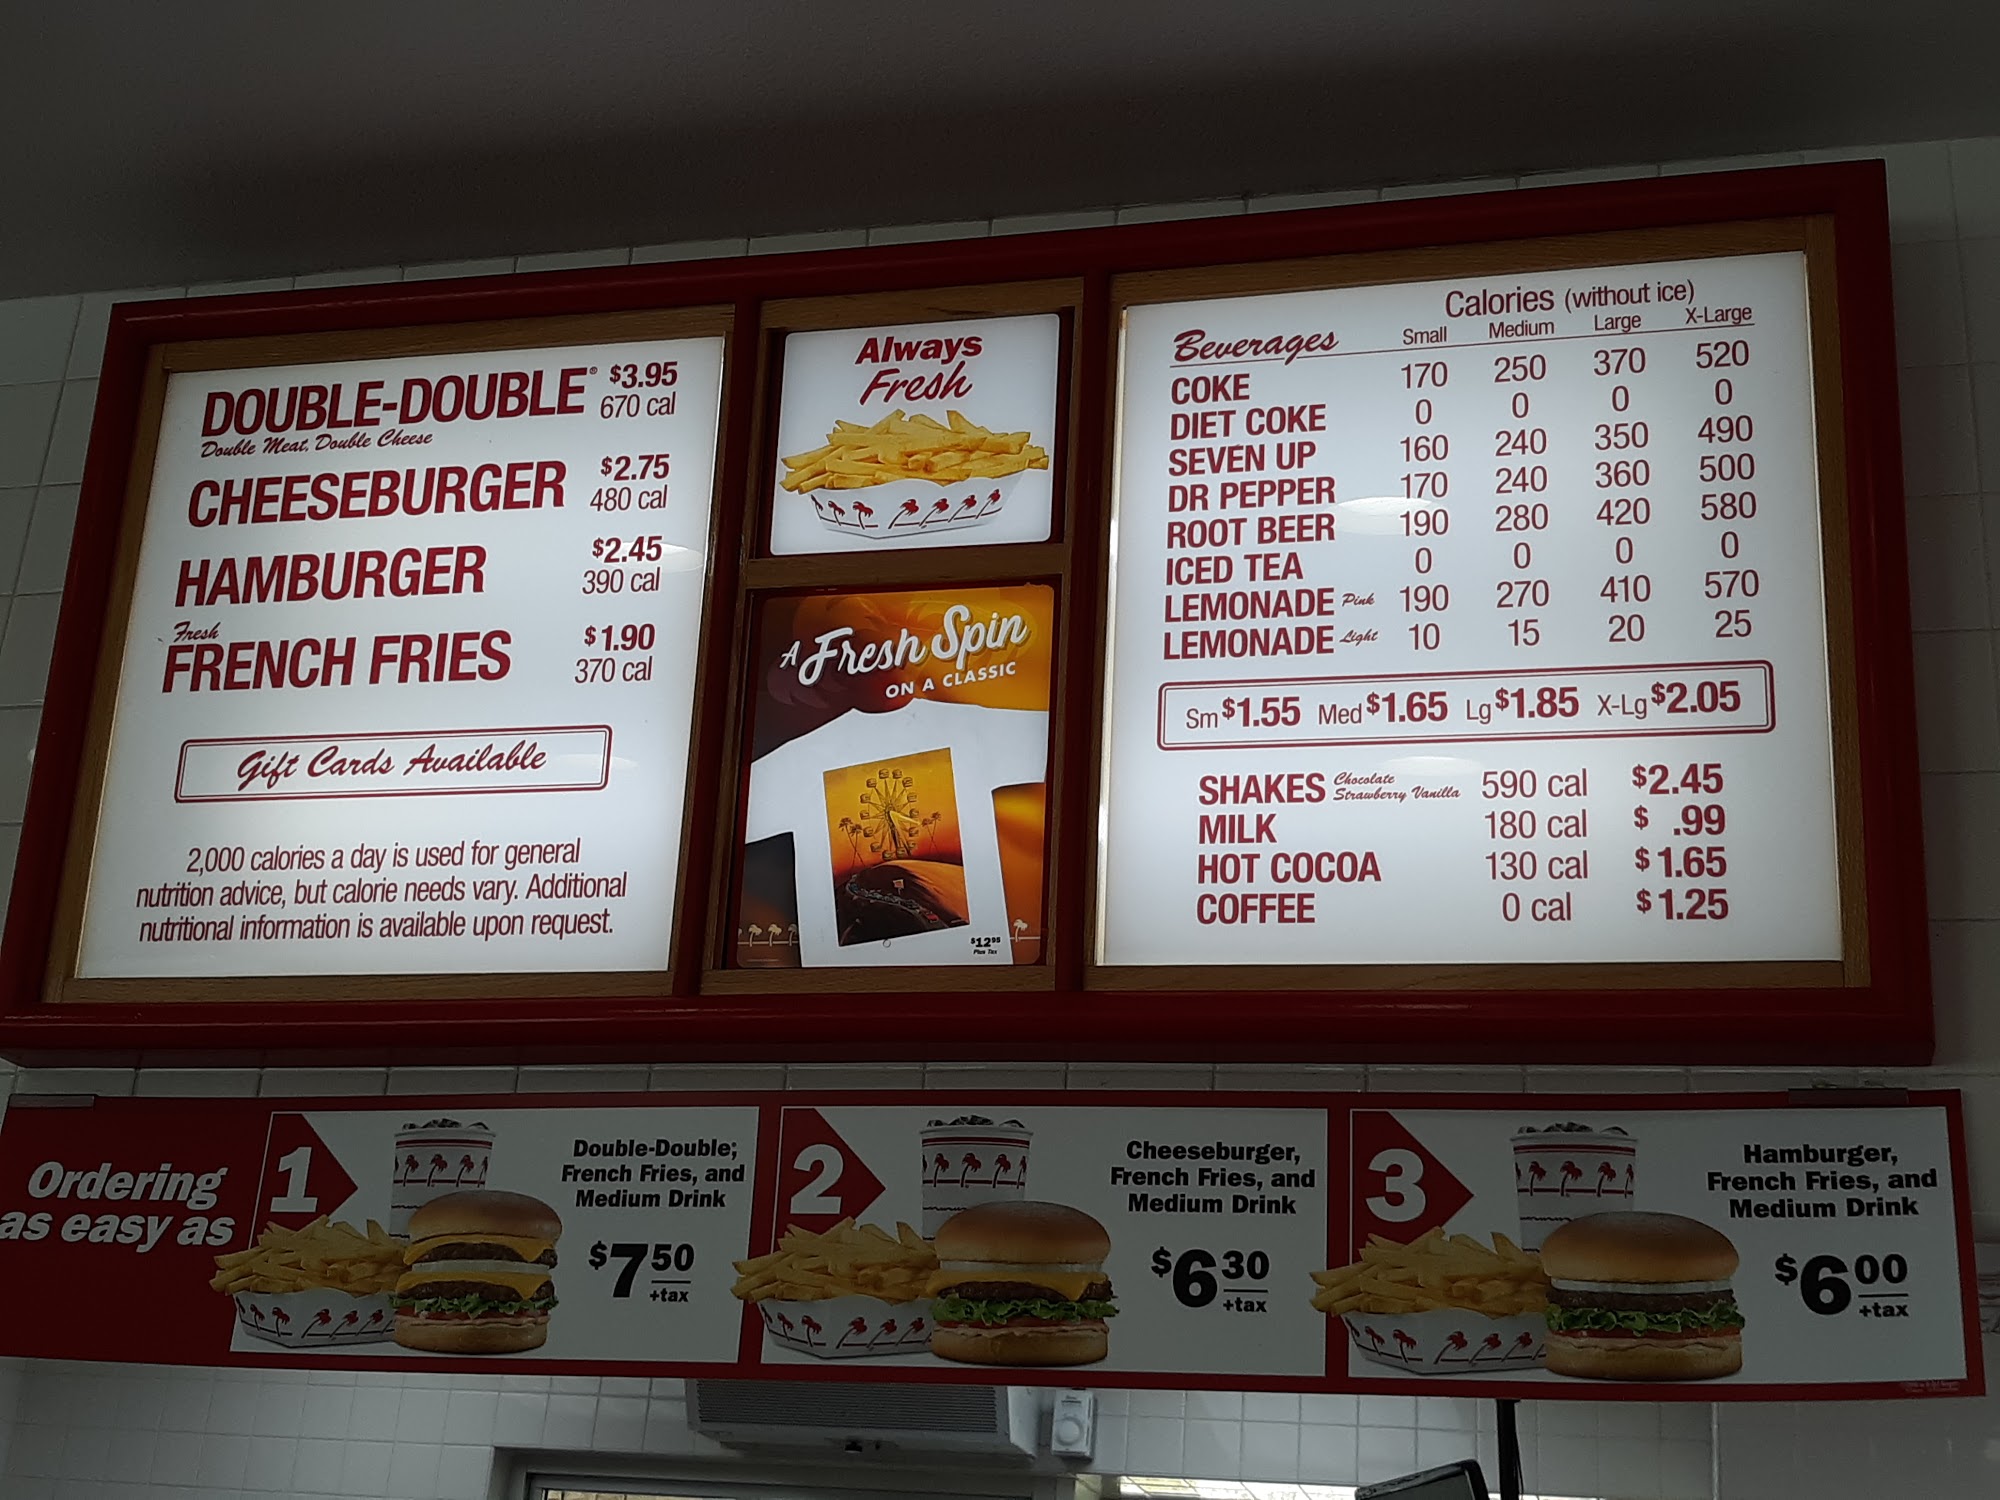 DOUBLE-DOUBLE® $3.95
Double Meat, Double Cheese 670 cal
CHEESEBURGER $2.75
480 cal
HAMBURGER $2.45
390 cal
Fresh
FRENCH FRIES $1.90
370 cal
Gift Cards Available
2,000 calories a day is used for general
nutrition advice, but calorie needs vary. Additional
nutritional information is available upon request.
Always
Fresh
A Fresh Spin
ON A CLASSIC
$12.95
Plus Tax
Calories (without ice)
Beverages Small Medium Large X-Large
COKE 170 250 370 520
DIET COKE 0 0 0 0
SEVEN UP 160 240 350 490
DR PEPPER 170 240 360 500
ROOT BEER 190 280 420 580
ICED TEA 0 0 0 0
LEMONADE Pink 190 270 410 570
LEMONADE Light 10 15 20 25
Sm $1.55 Med $1.65 Lg $1.85 X-Lg $2.05
SHAKES Chocolate Strawberry Vanilla 590 cal $2.45
MILK 180 cal $ .99
HOT COCOA 130 cal $1.65
COFFEE 0 cal $1.25
Ordering
as easy as
1
Double-Double,
French Fries, and
Medium Drink
$7.50
+tax
2
Cheeseburger,
French Fries, and
Medium Drink
$6.30
+tax
3
Hamburger,
French Fries, and
Medium Drink
$6.00
+tax